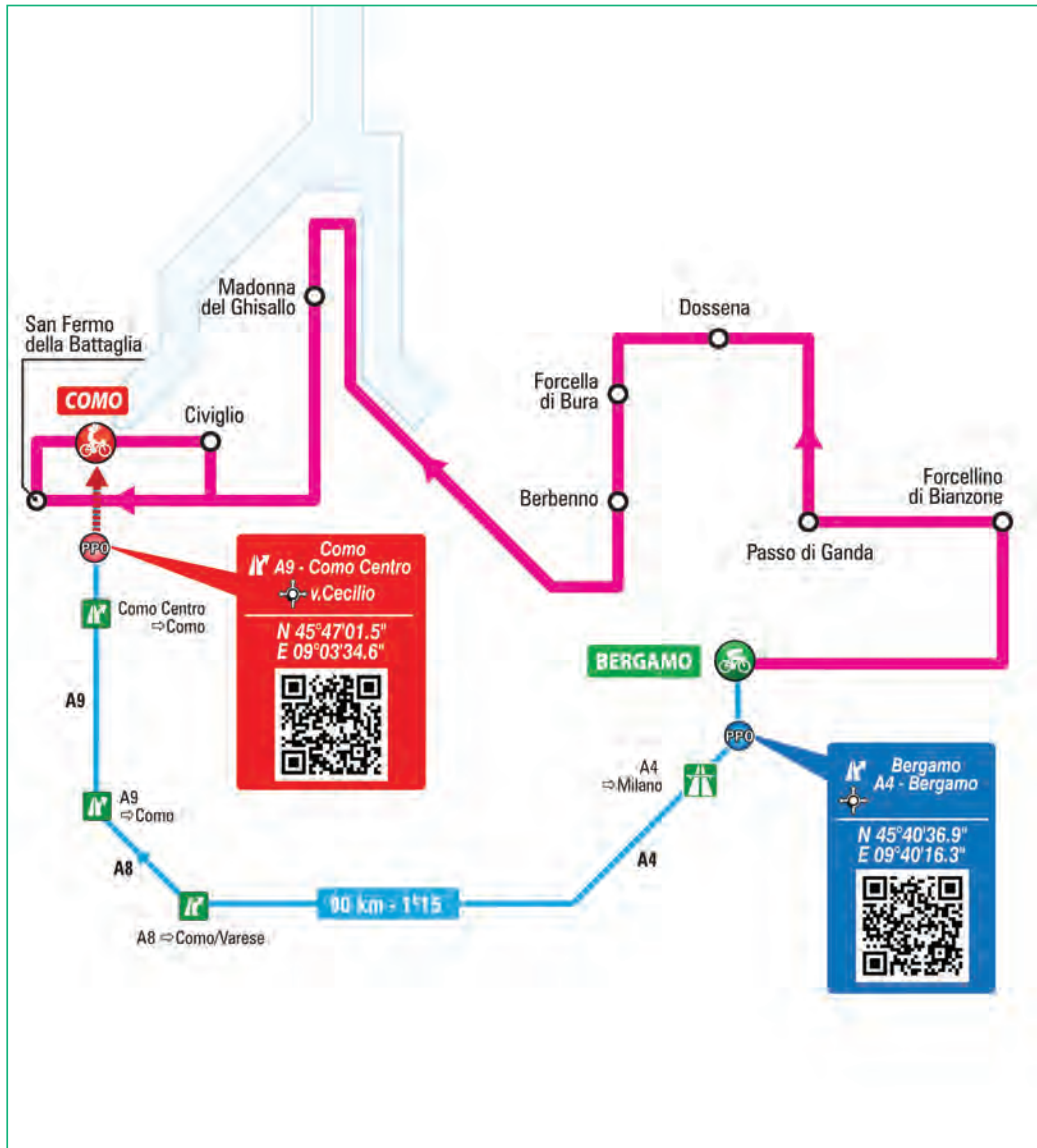 Madonna
del Ghisallo
San Fermo
della Battaglia
COMO
Civiglio
Dossena
Forcella
di Bura
Berbenno
Forcellino
di Bianzone
Passo di Ganda
PPO
Como
A9 - Como Centro
v.Cecilio
N 45°47'01.5"
E 09°03'34.6"
Como Centro
⇨Como
A9
A9
⇨Como
A8
A8 ⇨Como/Varese
90 km - 1h15
A4
A4
⇨Milano
BERGAMO
PPO
Bergamo
A4 - Bergamo
N 45°40'36.9"
E 09°40'16.3"